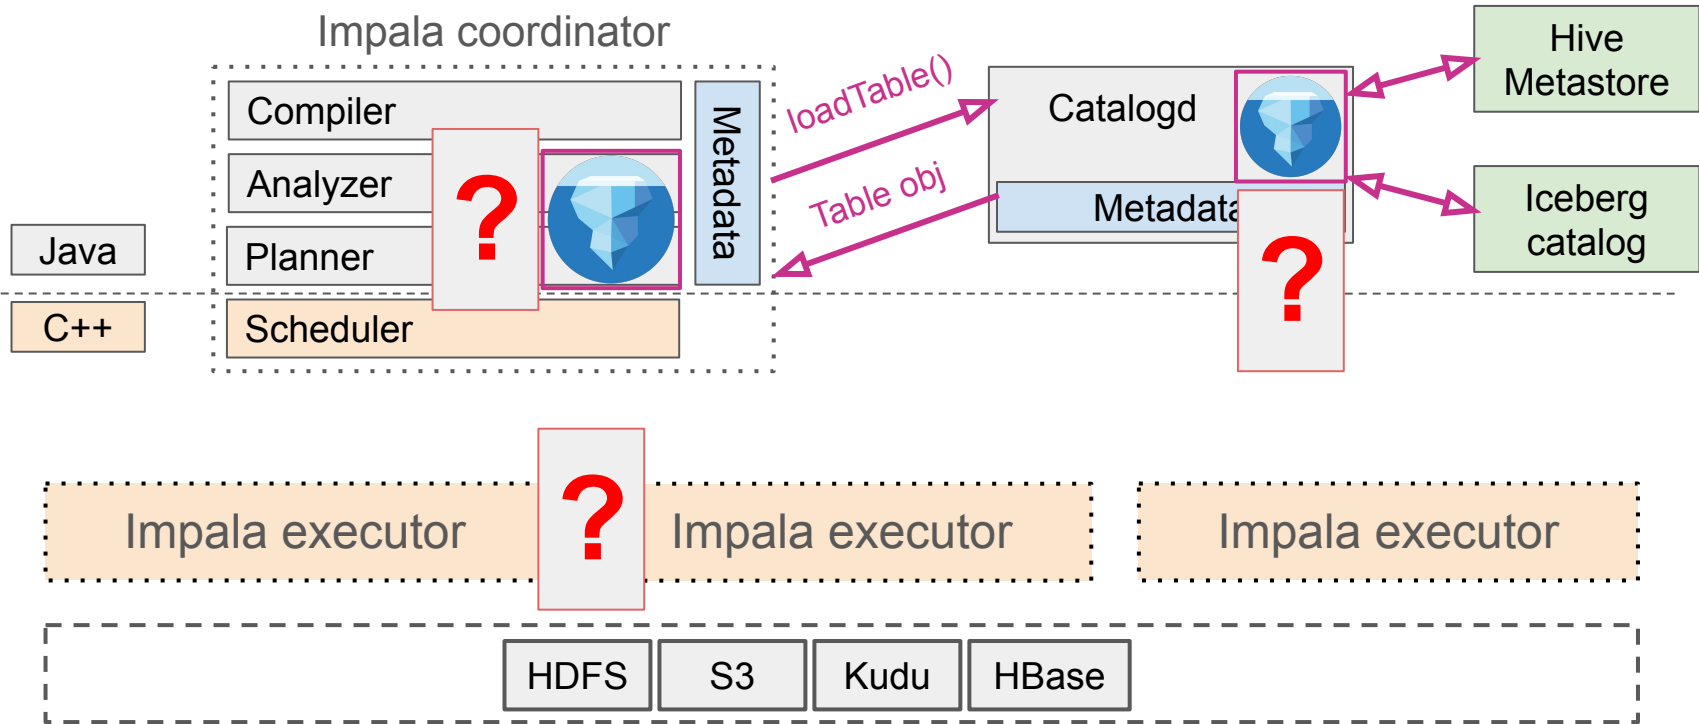 Impala coordinator
Compiler
Analyzer
Planner
Scheduler
Metadata
?
Java
C++
loadTable()
Table obj
Catalogd
Metadata
?
Hive
Metastore
Iceberg
catalog
Impala executor
?
Impala executor
Impala executor
HDFS
S3
Kudu
HBase